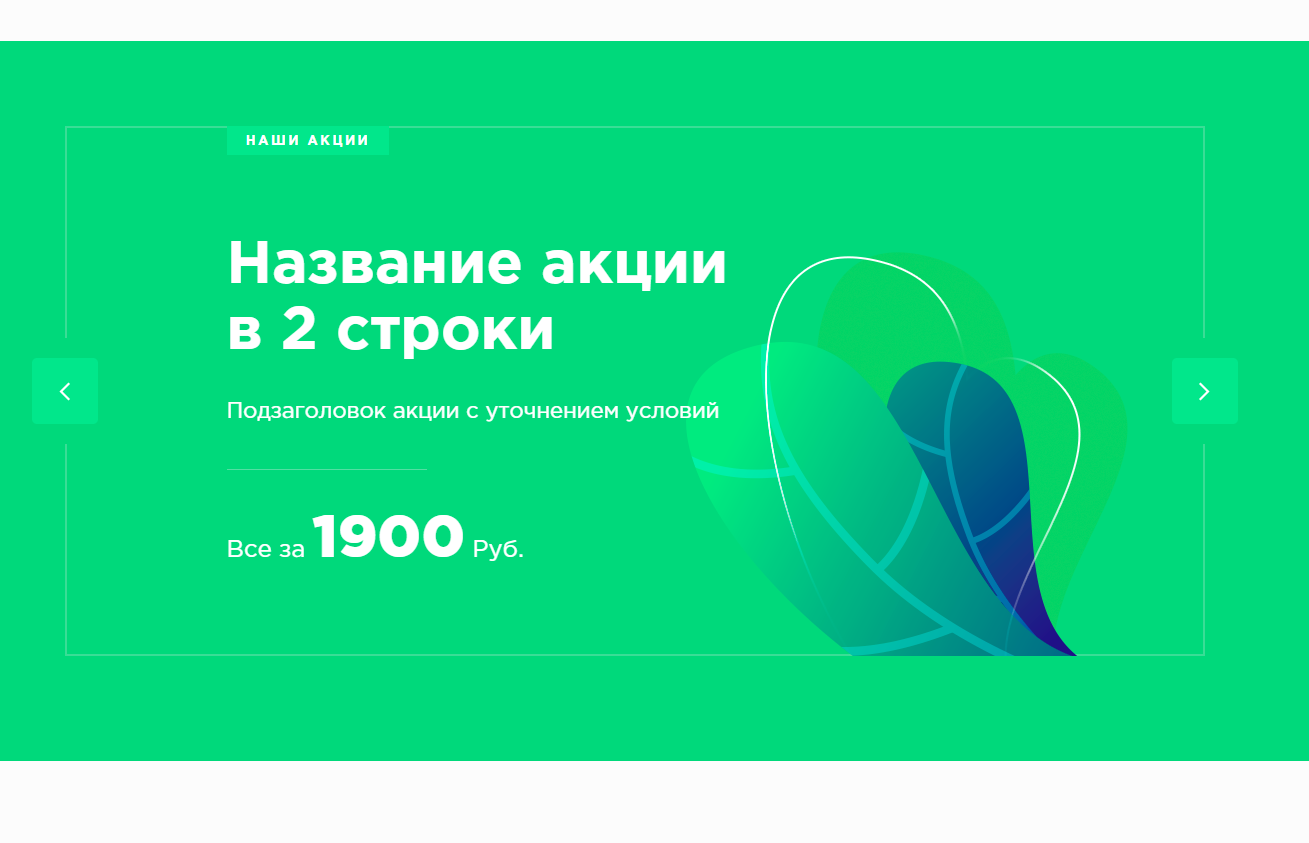 НАШИ АКЦИИ
Название акции
в 2 строки
Подзаголовок акции с уточнением условий
Все за 1900 Руб.